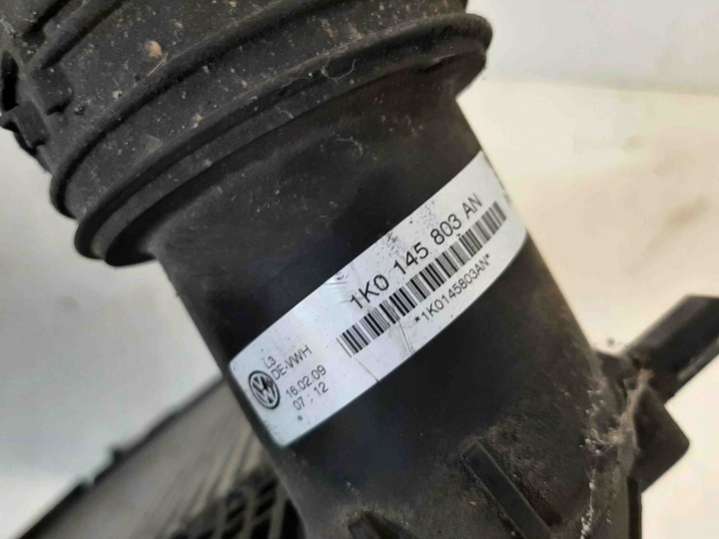 1K0 145 803 AN
*1K0145803AN*
L3
DE-VWH
16.02.09
07:12
*